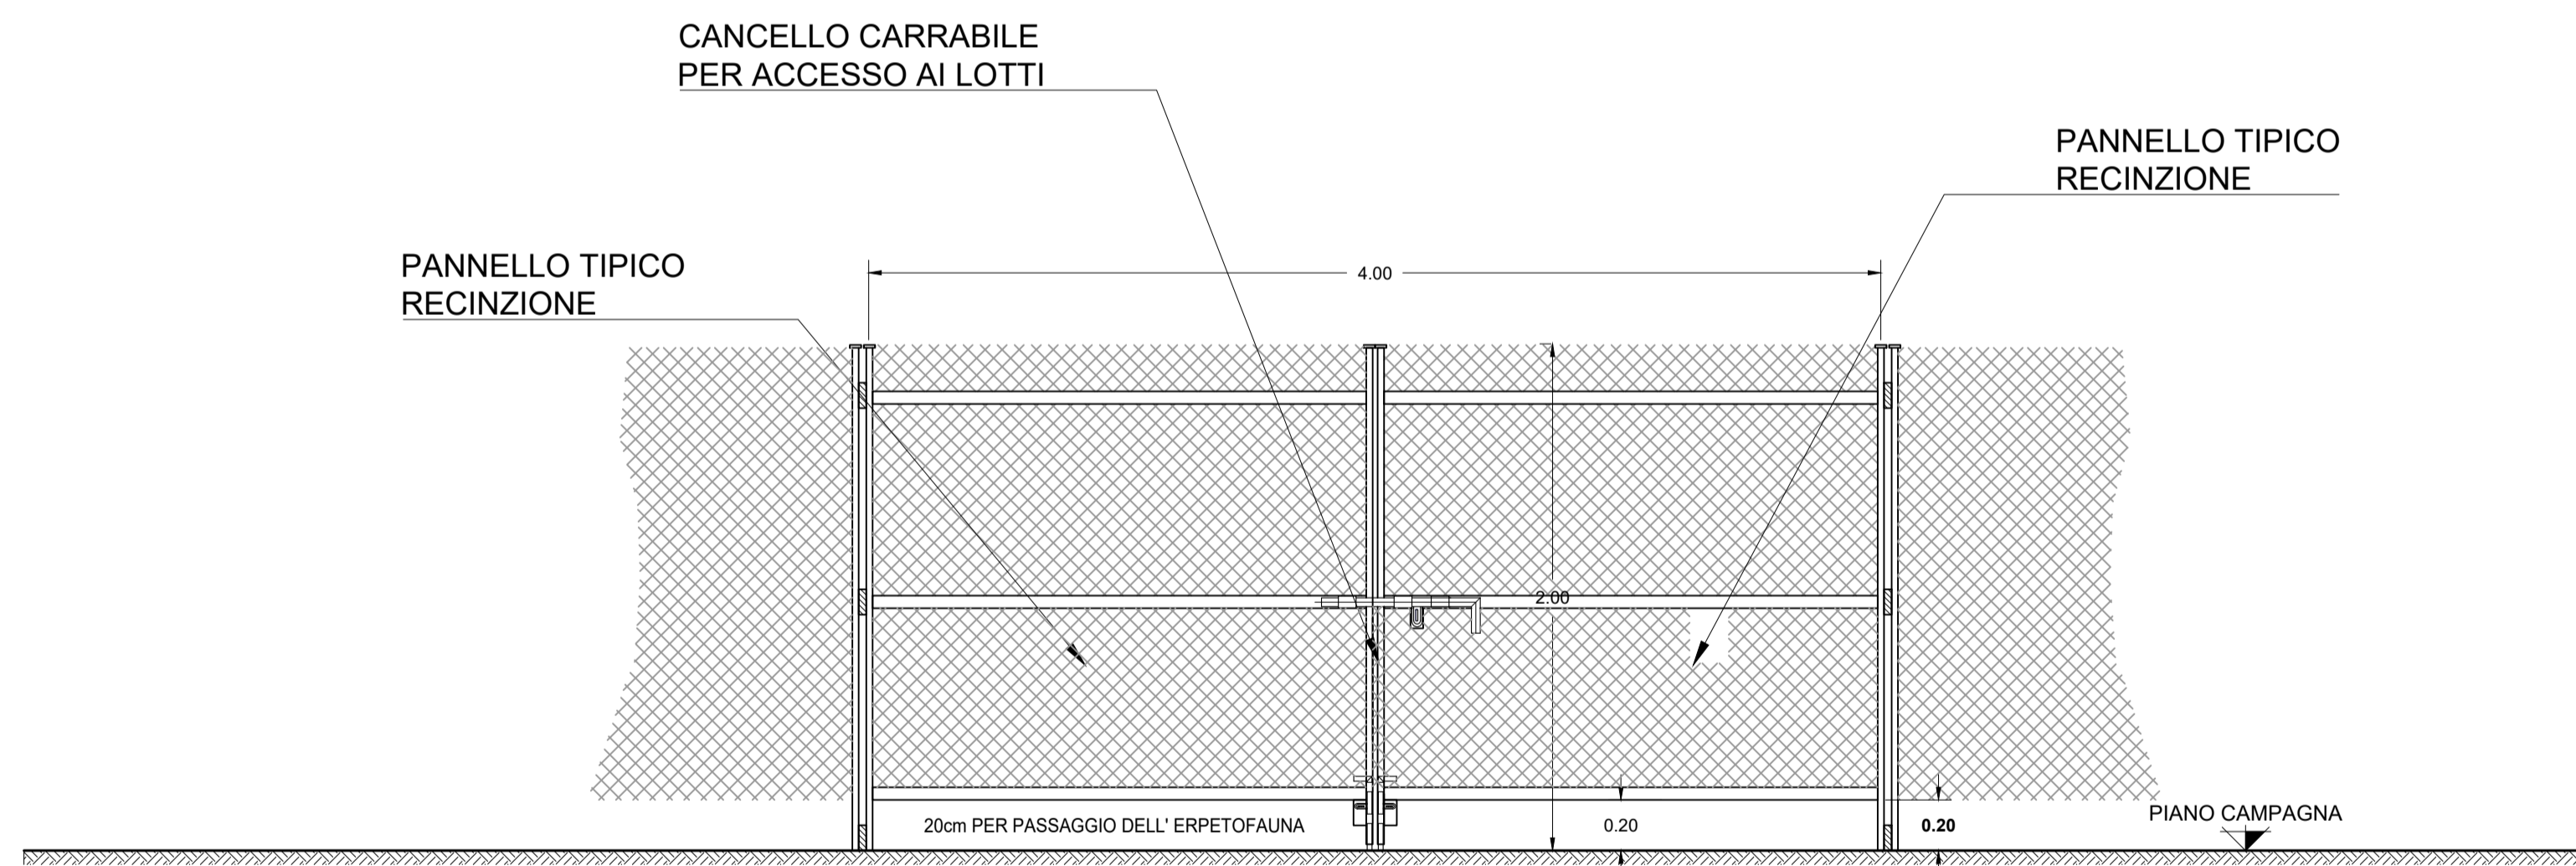 CANCELLO CARRABILE
PER ACCESSO AI LOTTI
PANNELLO TIPICO
RECINZIONE
PANNELLO TIPICO
RECINZIONE
4.00
2.00
20cm PER PASSAGGIO DELL' ERPETOFAUNA
0.20
0.20
PIANO CAMPAGNA